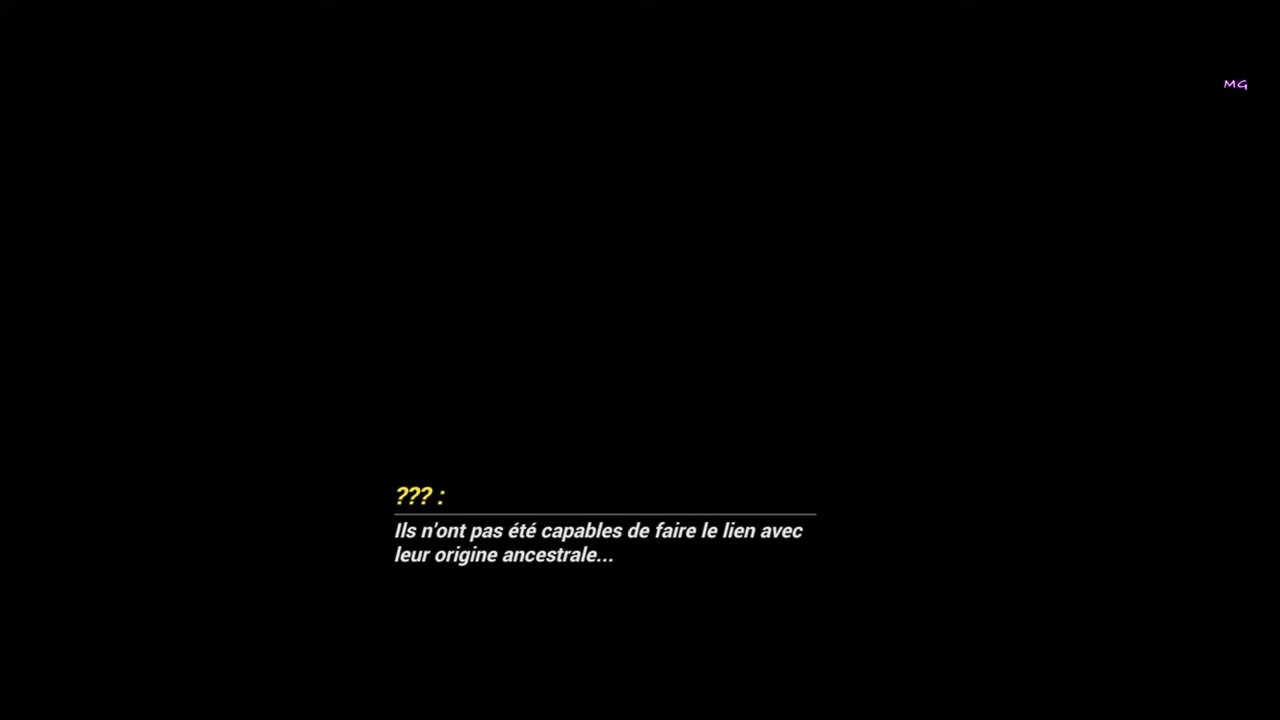 MG
??? :
Ils n'ont pas été capables de faire le lien avec
leur origine ancestrale...